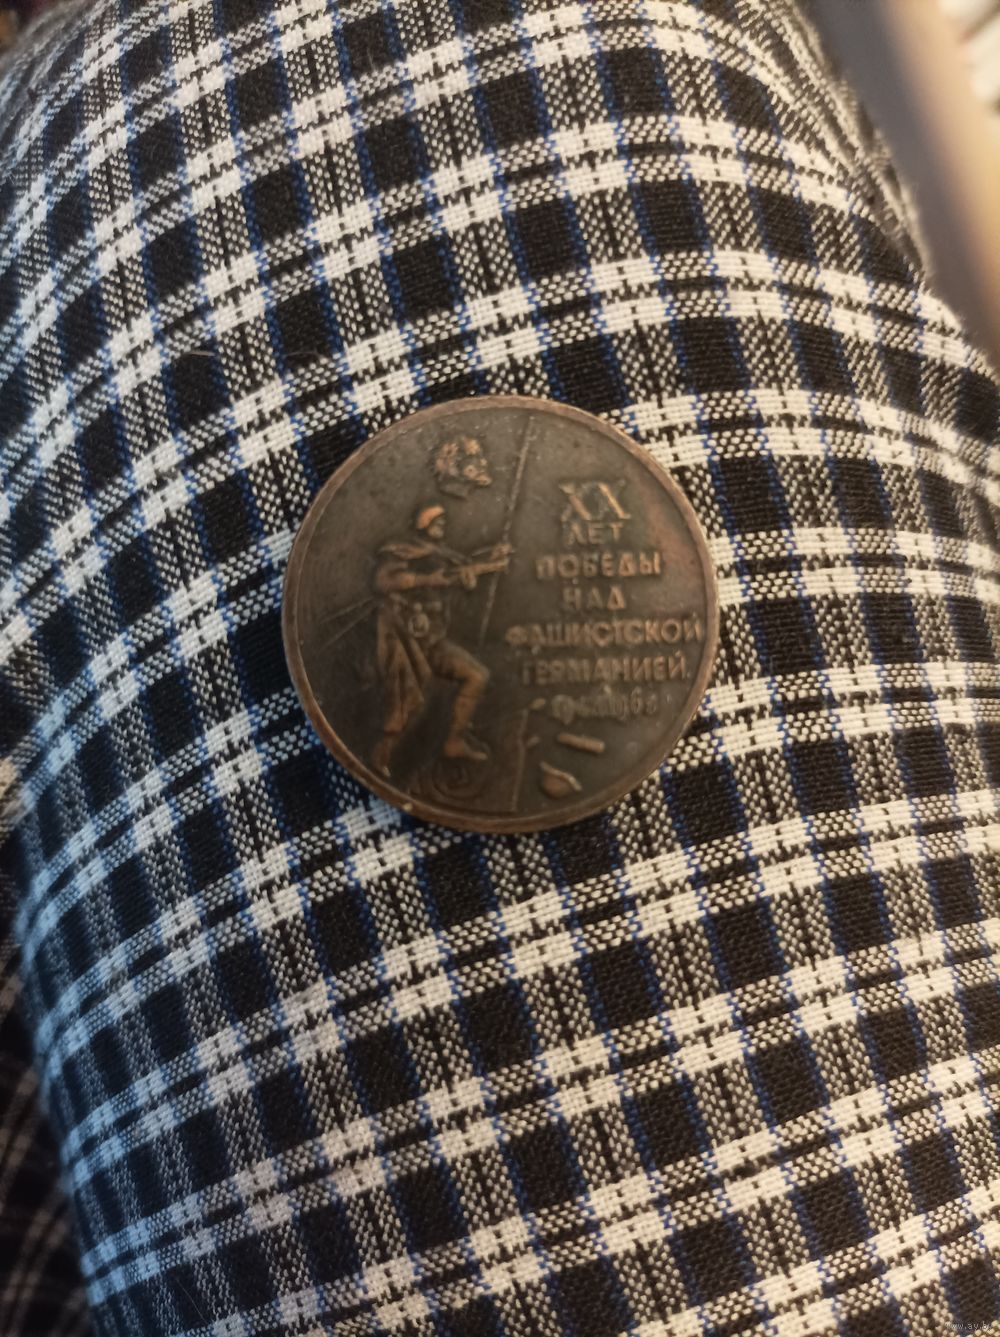 XX
ЛЕТ
ПОБЕДЫ
НАД
ФАШИСТСКОЙ
ГЕРМАНИЕЙ.